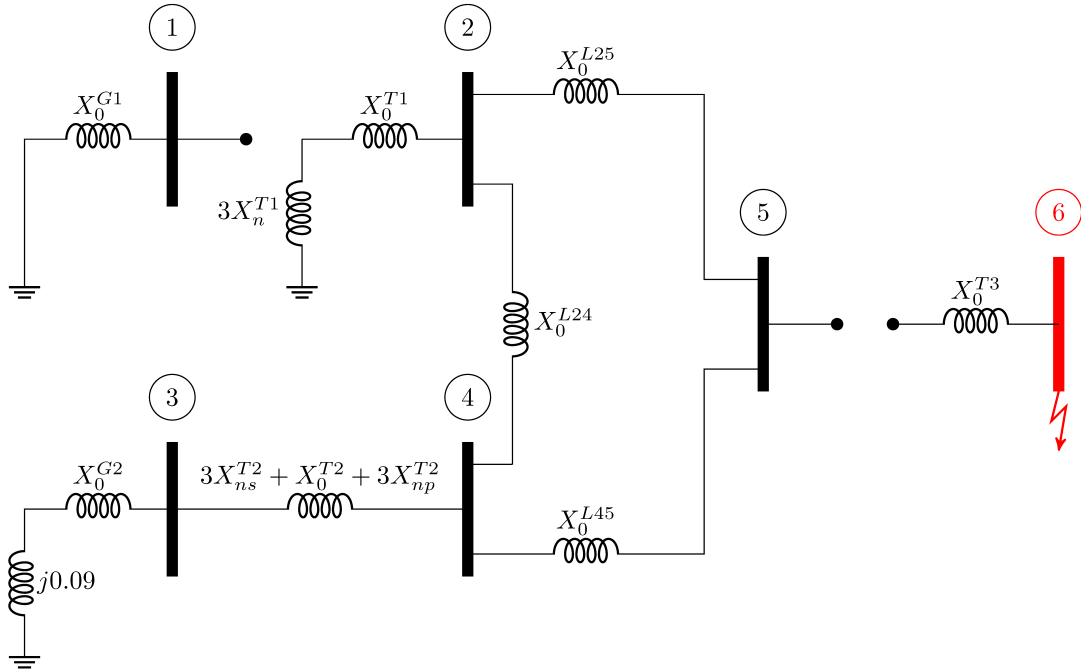 1
2
$X_0^{L25}$
$X_0^{G1}$
$X_0^{T1}$
$3X_n^{T1}$
5
6
$X_0^{T3}$
$X_0^{L24}$
3
4
$X_0^{G2}$
$3X_{ns}^{T2} + X_0^{T2} + 3X_{np}^{T2}$
$X_0^{L45}$
$j0.09$